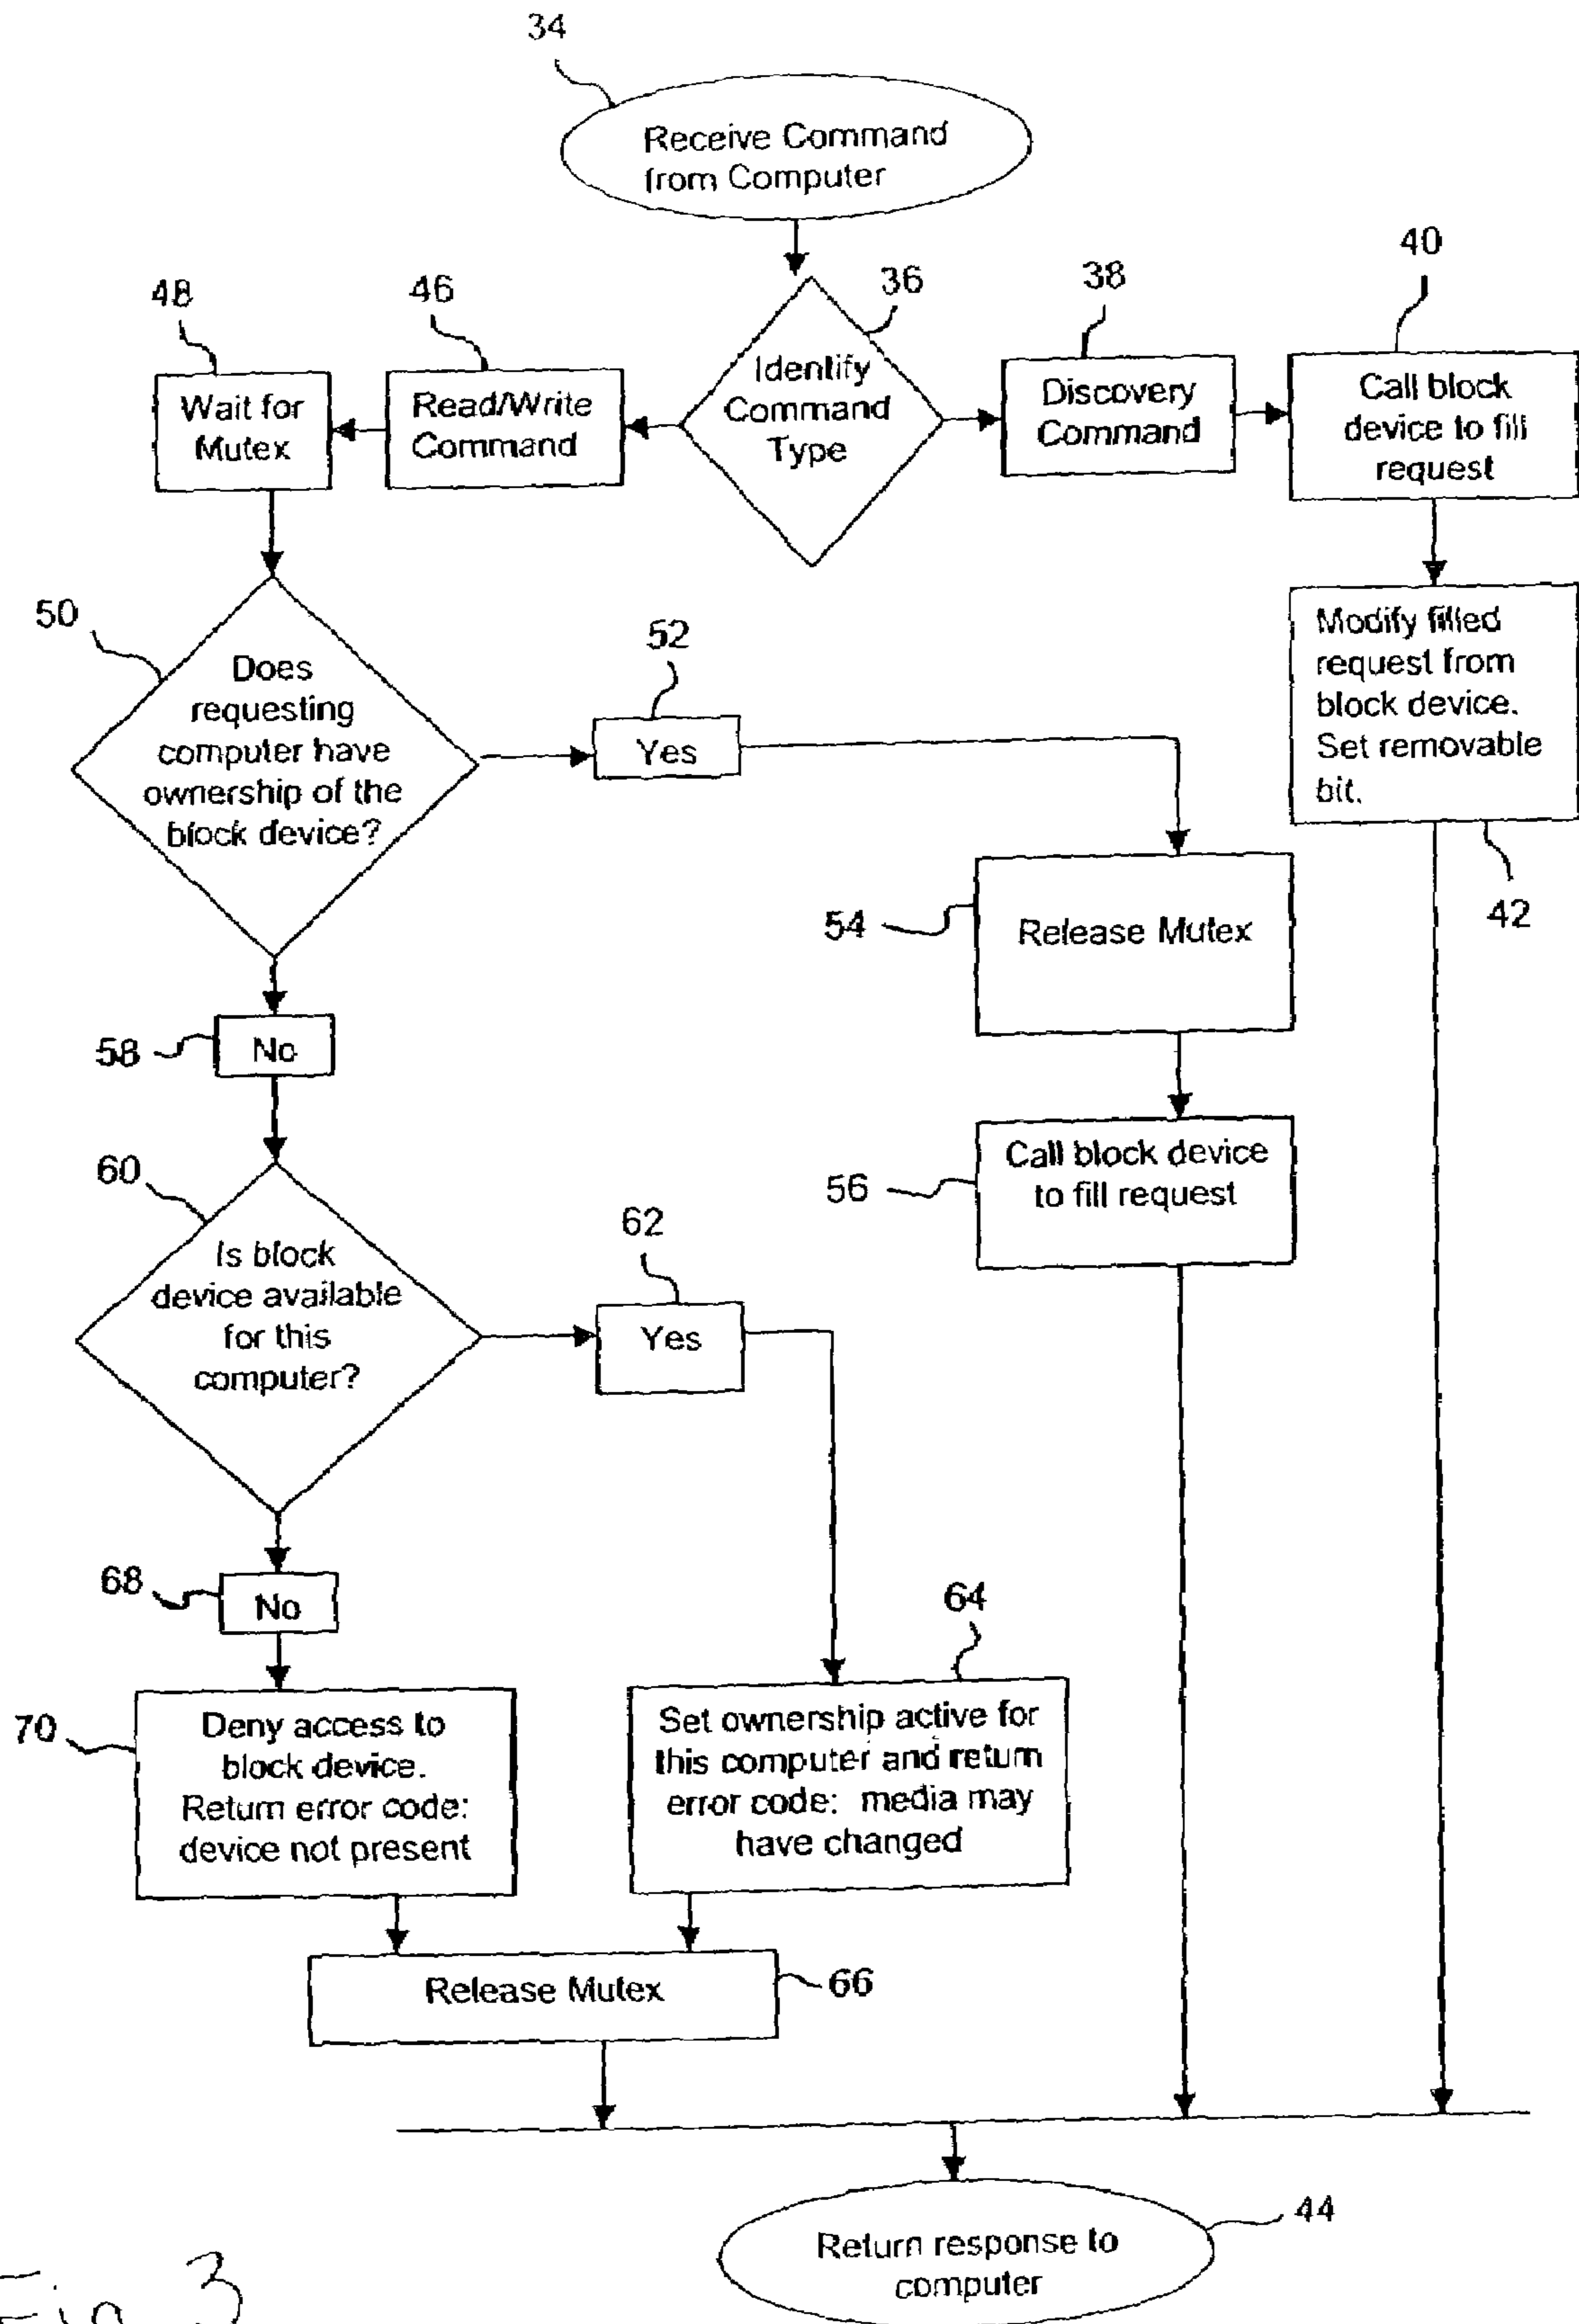 34
Receive Command
from Computer
40
36
38
46
48
Identify
Command
Type
Discovery
Command
Call block
device to fill
request
Read/Write
Command
Wait for
Mutex
50
Does
requesting
computer have
ownership of the
block device?
52
Yes
Modify filled
request from
block device.
Set removable
bit.
42
54
Release Mutex
58
No
56
Call block device
to fill request
60
Is block
device available
for this
computer?
62
Yes
68
No
64
70
Deny access to
block device.
Return error code:
device not present
Set ownership active for
this computer and return
error code: media may
have changed
Release Mutex
66
44
Return response to
computer
Fig. 3